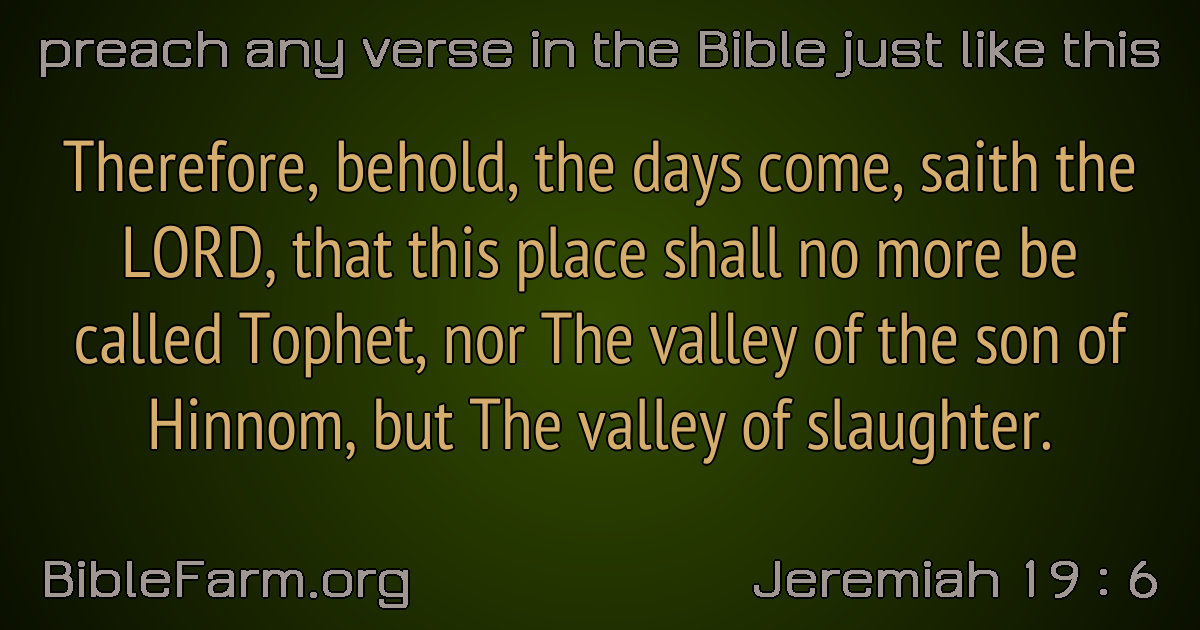 preach any verse in the Bible just like this
Therefore, behold, the days come, saith the
LORD, that this place shall no more be
called Tophet, nor The valley of the son of
Hinnom, but The valley of slaughter.
BibleFarm.org
Jeremiah 19 : 6